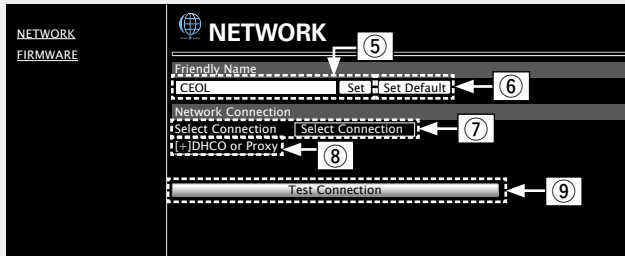 NETWORK
FIRMWARE
NETWORK
⑤
Friendly Name
CEOL Set Set Default ⑥
Network Connection
Select Connection Select Connection ⑦
[+]DHCO or Proxy ⑧
Test Connection ⑨